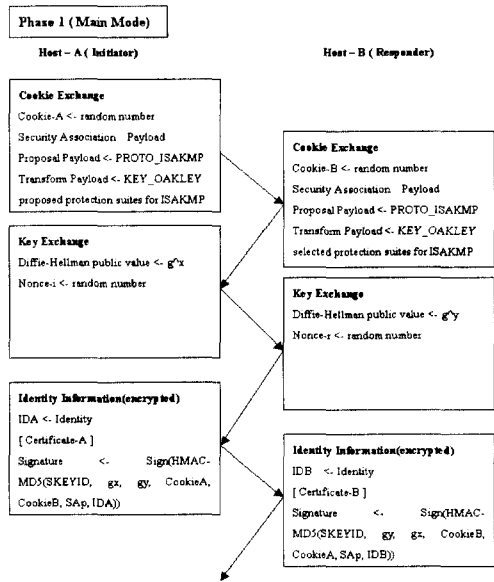 Phase 1 ( Main Mode)
Host – A ( Initiator)
Host – B ( Responder)
Cookie Exchange
Cookie-A <- random number
Security Association Payload
Proposal Payload <- PROTO_ISAKMP
Transform Payload <- KEY_OAKLEY
proposed protection suites for ISAKMP
Cookie Exchange
Cookie-B <- random number
Security Association Payload
Proposal Payload <- PROTO_ISAKMP
Transform Payload <- KEY_OAKLEY
selected protection suites for ISAKMP
Key Exchange
Diffie-Hellman public value <- g^x
Nonce-i <- random number
Key Exchange
Diffie-Hellman public value <- g^y
Nonce-r <- random number
Identity Information(encrypted)
IDA <- Identity
[ Certificate-A ]
Signature <- Sign(HMAC-
MD5(SKEYID, gx, gy, CookieA,
CookieB, SAp, IDA))
Identity Information(encrypted)
IDB <- Identity
[ Certificate-B ]
Signature <- Sign(HMAC-
MD5(SKEYID, gy, gx, CookieB,
CookieA, SAp, IDB))